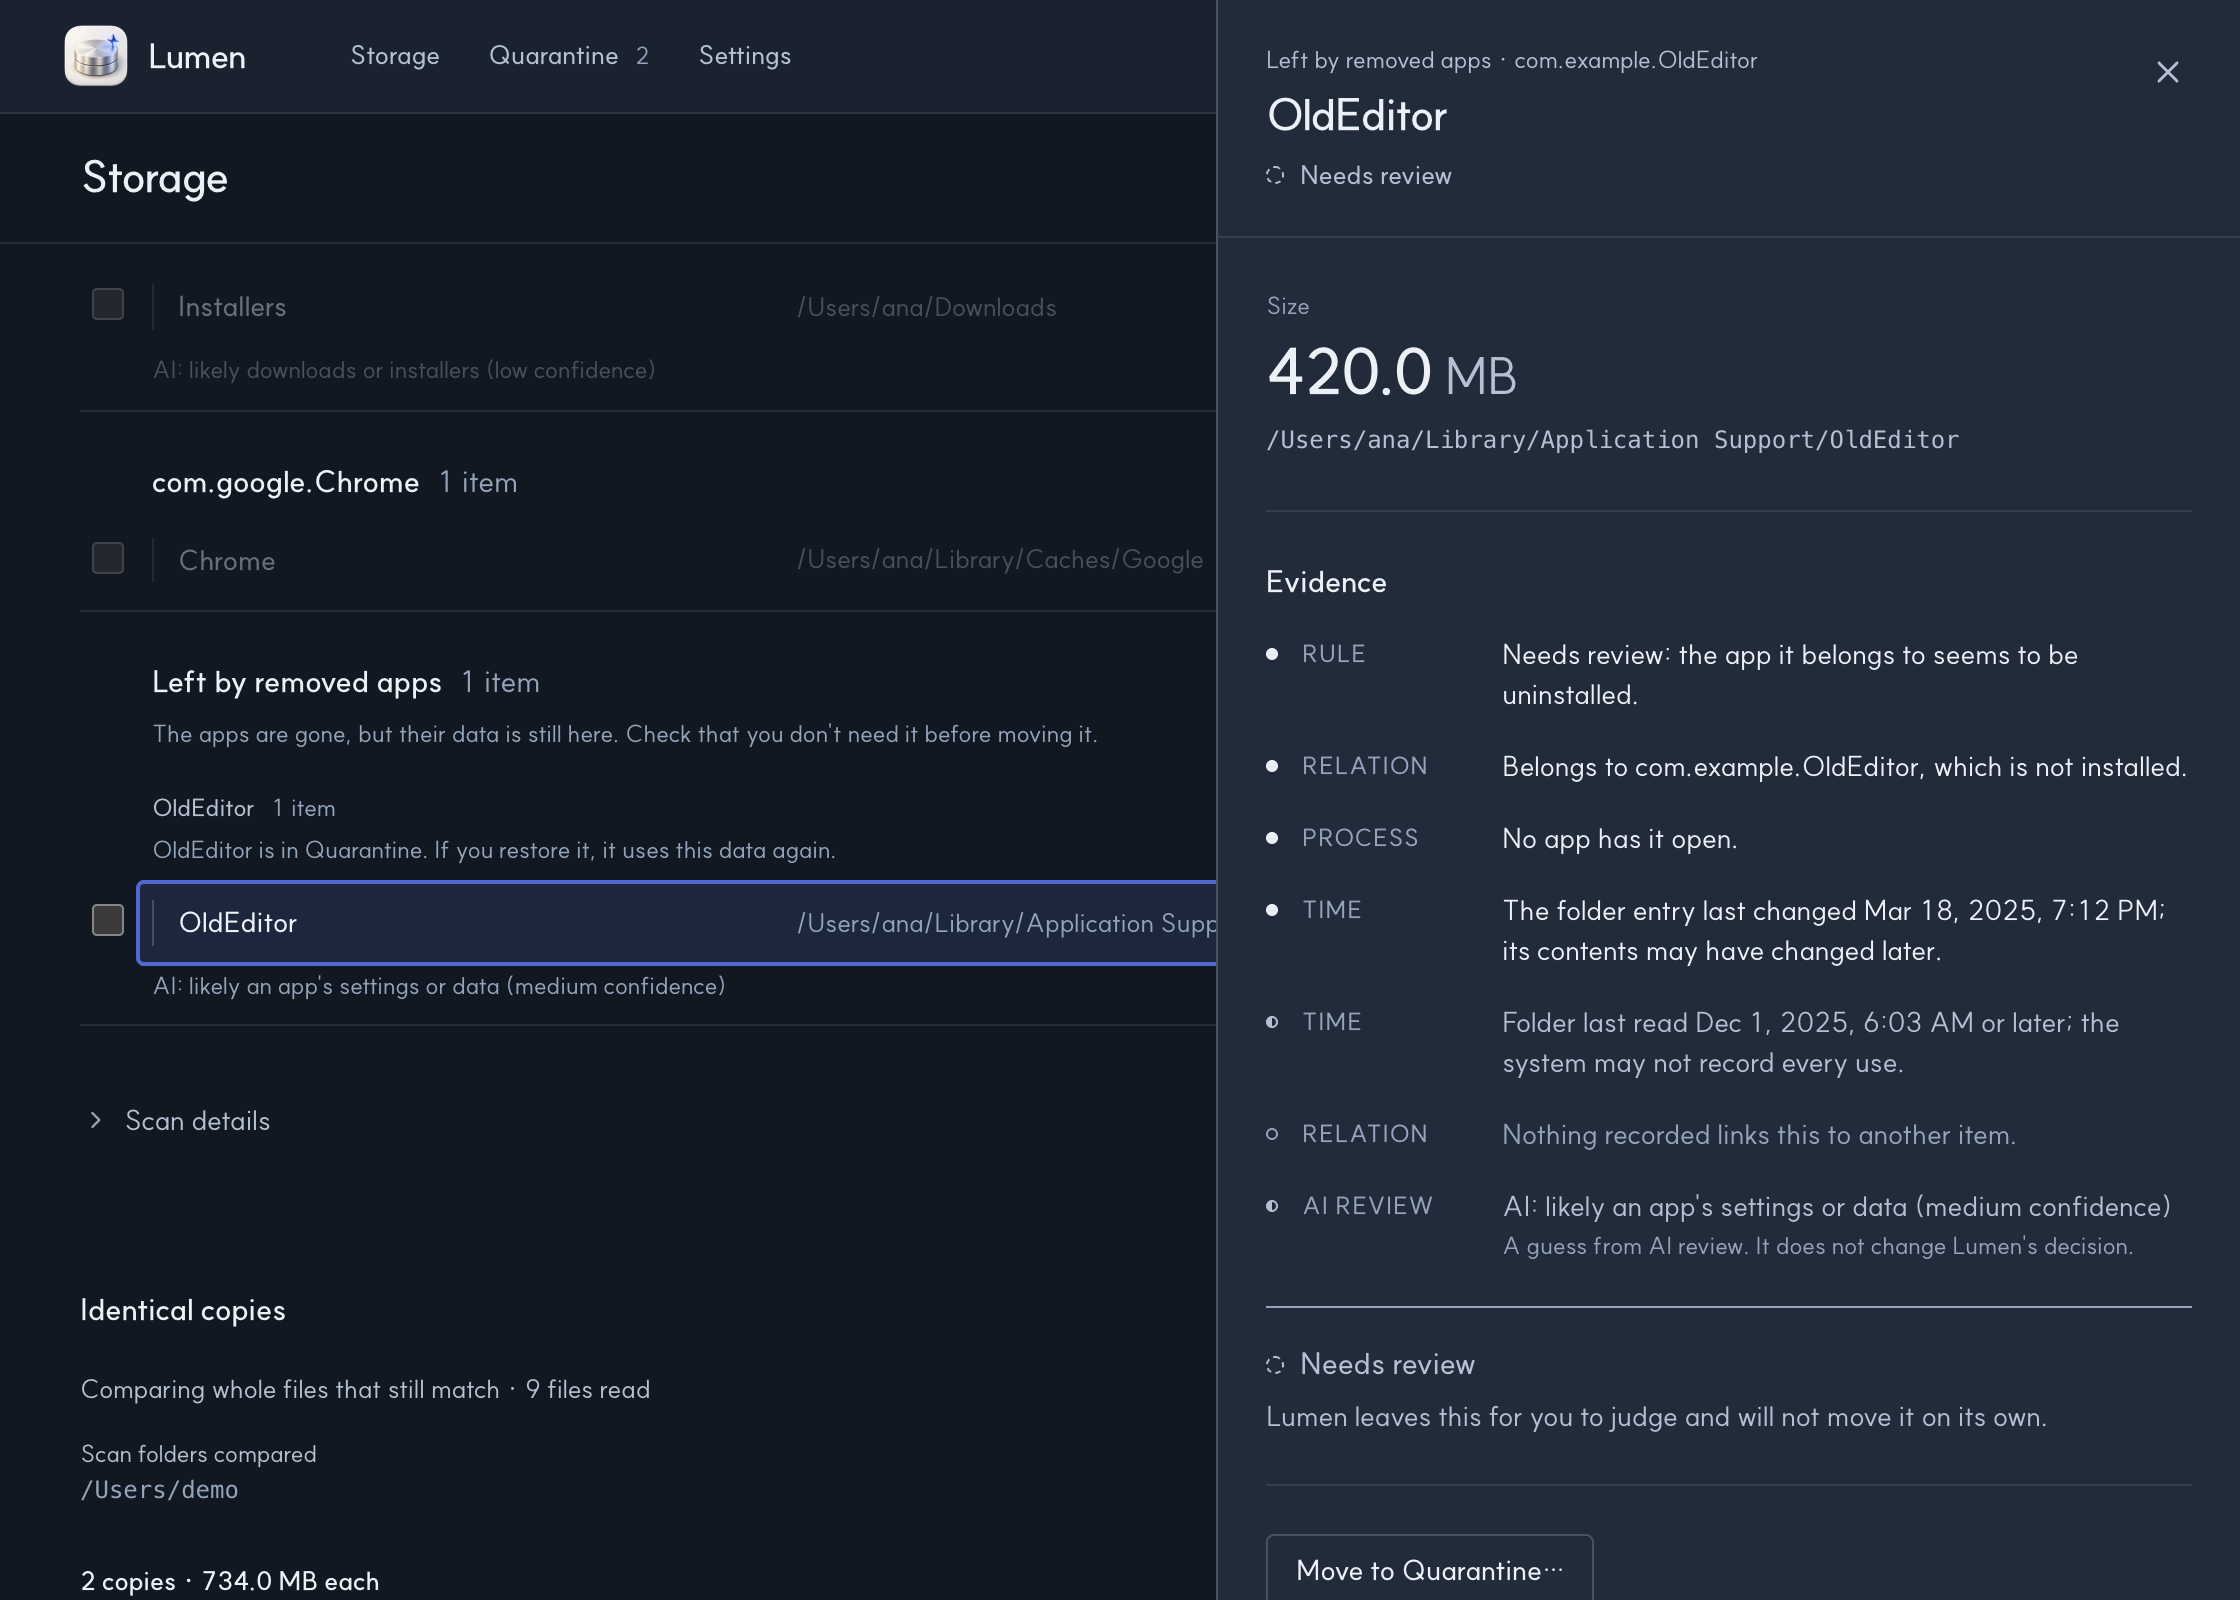 Lumen
Storage
Quarantine 2
Settings
Storage
Installers
/Users/ana/Downloads
AI: likely downloads or installers (low confidence)
com.google.Chrome 1 item
Chrome
/Users/ana/Library/Caches/Google
Left by removed apps 1 item
The apps are gone, but their data is still here. Check that you don't need it before moving it.
OldEditor 1 item
OldEditor is in Quarantine. If you restore it, it uses this data again.
OldEditor
/Users/ana/Library/Application Supp
AI: likely an app's settings or data (medium confidence)
Scan details
Identical copies
Comparing whole files that still match · 9 files read
Scan folders compared
/Users/demo
2 copies · 734.0 MB each
Left by removed apps · com.example.OldEditor
OldEditor
Needs review
Size
420.0 MB
/Users/ana/Library/Application Support/OldEditor
Evidence
RULE
Needs review: the app it belongs to seems to be
uninstalled.
RELATION
Belongs to com.example.OldEditor, which is not installed.
PROCESS
No app has it open.
TIME
The folder entry last changed Mar 18, 2025, 7:12 PM;
its contents may have changed later.
TIME
Folder last read Dec 1, 2025, 6:03 AM or later; the
system may not record every use.
RELATION
Nothing recorded links this to another item.
AI REVIEW
AI: likely an app's settings or data (medium confidence)
A guess from AI review. It does not change Lumen's decision.
Needs review
Lumen leaves this for you to judge and will not move it on its own.
Move to Quarantine…